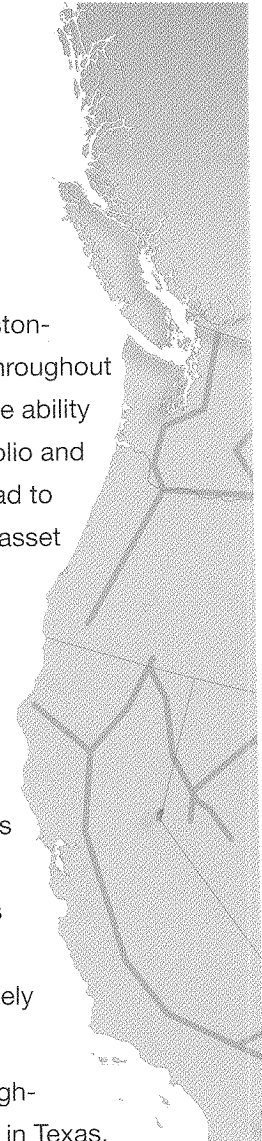 ston-
hroughout
e ability
olio and
ad to
asset
s
s
ely
gh-
in Texas,